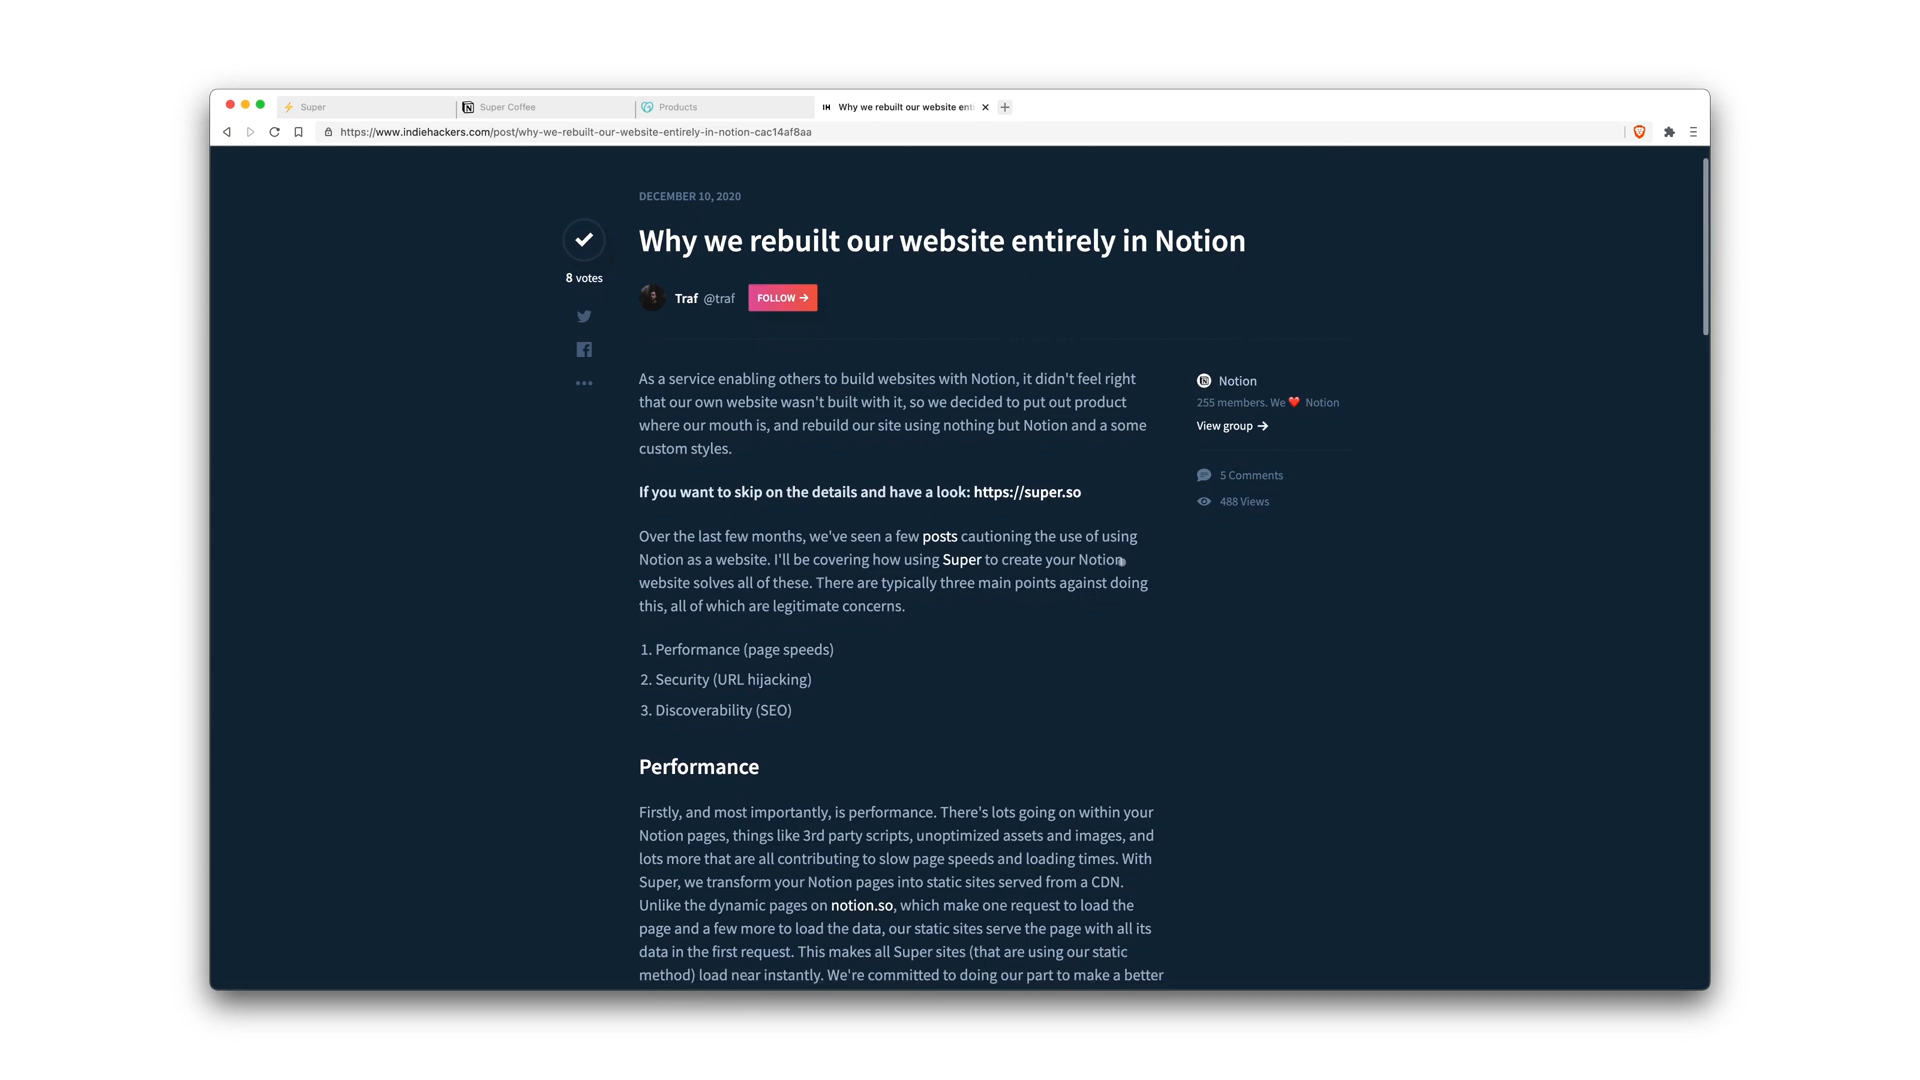 Super
Super Coffee
Products
IH Why we rebuilt our website ent
https://www.indiehackers.com/post/why-we-rebuilt-our-website-entirely-in-notion-cac14af8aa
DECEMBER 10, 2020
Why we rebuilt our website entirely in Notion
8 votes
Traf @traf
FOLLOW
As a service enabling others to build websites with Notion, it didn't feel right
that our own website wasn't built with it, so we decided to put out product
where our mouth is, and rebuild our site using nothing but Notion and a some
custom styles.
If you want to skip on the details and have a look: https://super.so
Over the last few months, we've seen a few posts cautioning the use of using
Notion as a website. I'll be covering how using Super to create your Notion
website solves all of these. There are typically three main points against doing
this, all of which are legitimate concerns.
1. Performance (page speeds)
2. Security (URL hijacking)
3. Discoverability (SEO)
Performance
Firstly, and most importantly, is performance. There's lots going on within your
Notion pages, things like 3rd party scripts, unoptimized assets and images, and
lots more that are all contributing to slow page speeds and loading times. With
Super, we transform your Notion pages into static sites served from a CDN.
Unlike the dynamic pages on notion.so, which make one request to load the
page and a few more to load the data, our static sites serve the page with all its
data in the first request. This makes all Super sites (that are using our static
method) load near instantly. We're committed to doing our part to make a better
Notion
255 members. We ❤️ Notion
View group
5 Comments
488 Views